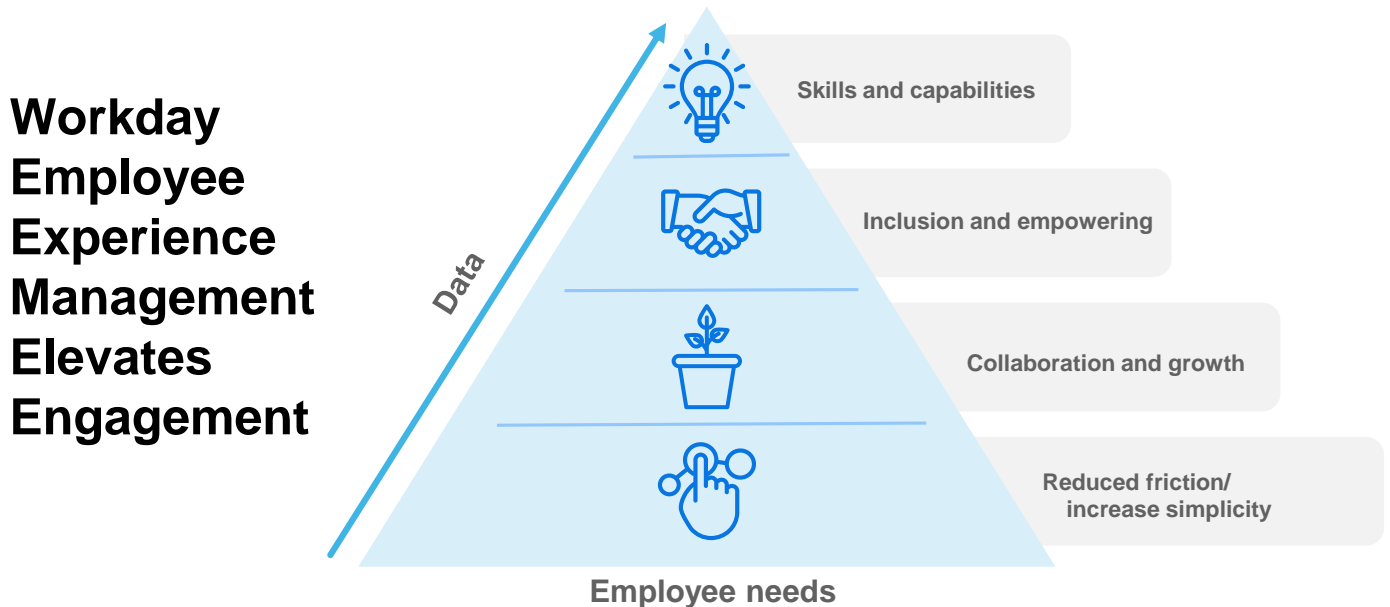 Workday
Employee
Experience
Management
Elevates
Engagement
Data
Skills and capabilities
Inclusion and empowering
Collaboration and growth
Reduced friction/
increase simplicity
Employee needs